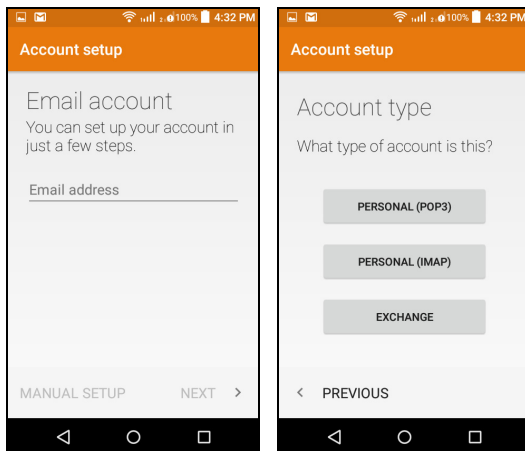 100% 4:32 PM
Account setup
Email account
You can set up your account in
just a few steps.
Email address
MANUAL SETUP NEXT >
100% 4:32 PM
Account setup
Account type
What type of account is this?
PERSONAL (POP3)
PERSONAL (IMAP)
EXCHANGE
< PREVIOUS